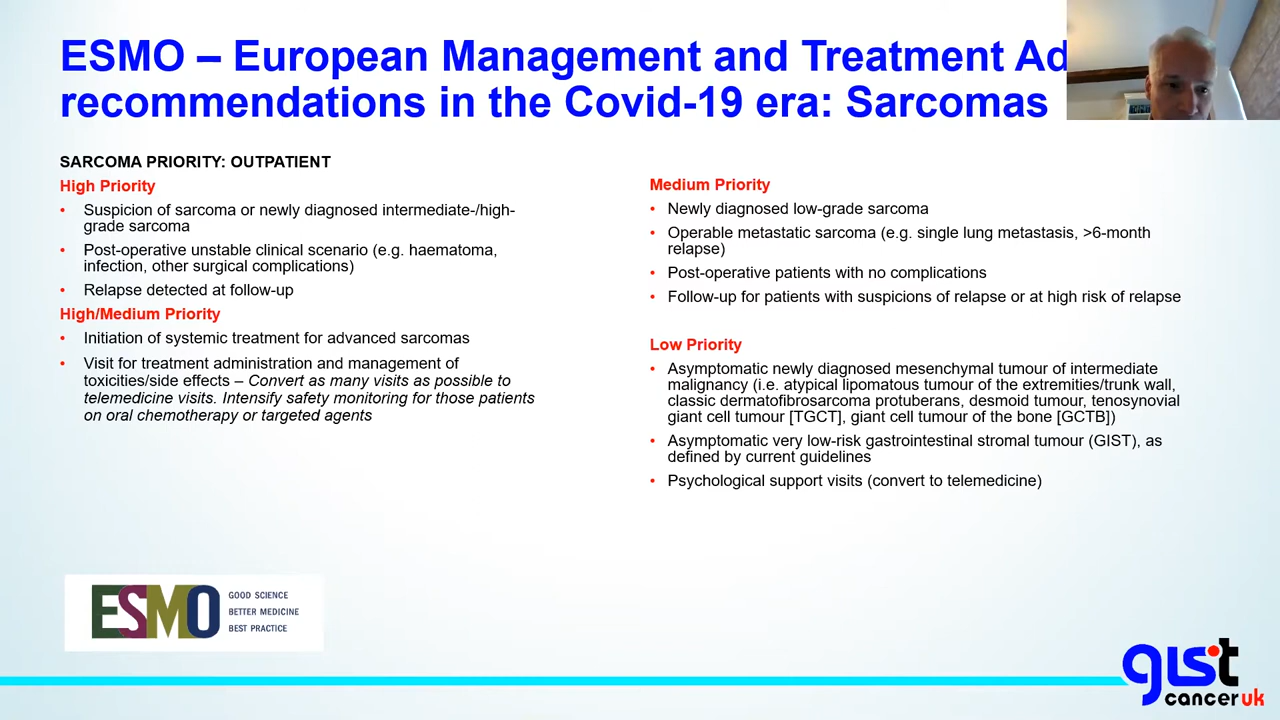 ESMO – European Management and Treatment Ad
recommendations in the Covid-19 era: Sarcomas
SARCOMA PRIORITY: OUTPATIENT
High Priority
• Suspicion of sarcoma or newly diagnosed intermediate-/high-
grade sarcoma
• Post-operative unstable clinical scenario (e.g. haematoma,
infection, other surgical complications)
• Relapse detected at follow-up
High/Medium Priority
• Initiation of systemic treatment for advanced sarcomas
• Visit for treatment administration and management of
toxicities/side effects – Convert as many visits as possible to
telemedicine visits. Intensify safety monitoring for those patients
on oral chemotherapy or targeted agents
Medium Priority
• Newly diagnosed low-grade sarcoma
• Operable metastatic sarcoma (e.g. single lung metastasis, >6-month
relapse)
• Post-operative patients with no complications
• Follow-up for patients with suspicions of relapse or at high risk of relapse
Low Priority
• Asymptomatic newly diagnosed mesenchymal tumour of intermediate
malignancy (i.e. atypical lipomatous tumour of the extremities/trunk wall,
classic dermatofibrosarcoma protuberans, desmoid tumour, tenosynovial
giant cell tumour [TGCT], giant cell tumour of the bone [GCTB])
• Asymptomatic very low-risk gastrointestinal stromal tumour (GIST), as
defined by current guidelines
• Psychological support visits (convert to telemedicine)
ESMO
GOOD SCIENCE
BETTER MEDICINE
BEST PRACTICE
gist
cancer uk